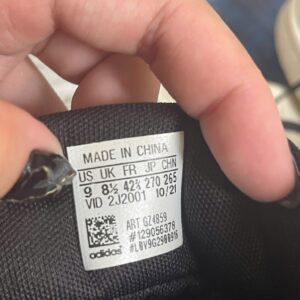 MADE IN CHINA
US UK FR JP CHN
9 8½ 42⅔ 270 265
VID 2J2001 10/21
ART GZ4859
#129056378
adidas